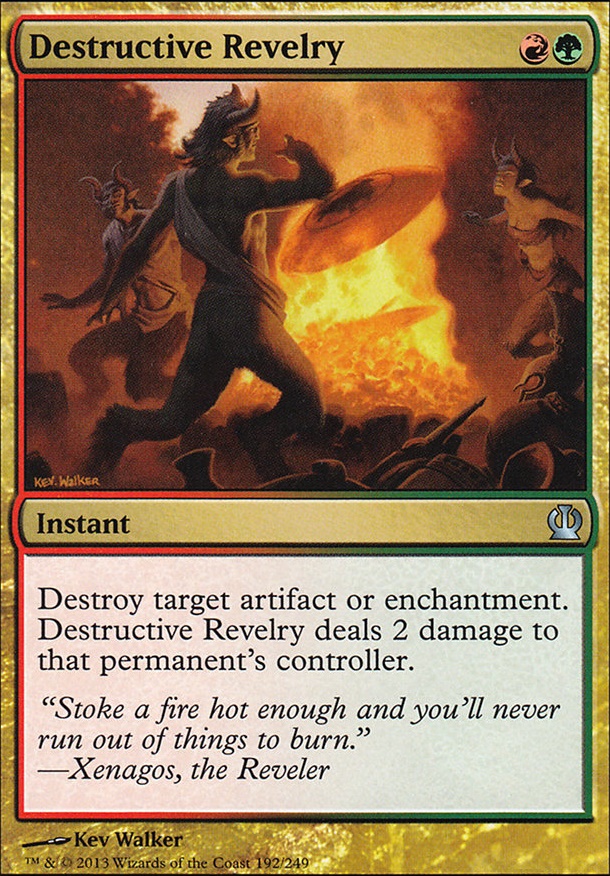 Destructive Revelry
KEV. WALKER
Instant
Destroy target artifact or enchantment.
Destructive Revelry deals 2 damage to
that permanent's controller.
“Stoke a fire hot enough and you'll never
run out of things to burn.”
—Xenagos, the Reveler
Kev Walker
™ & © 2013 Wizards of the Coast 192/249